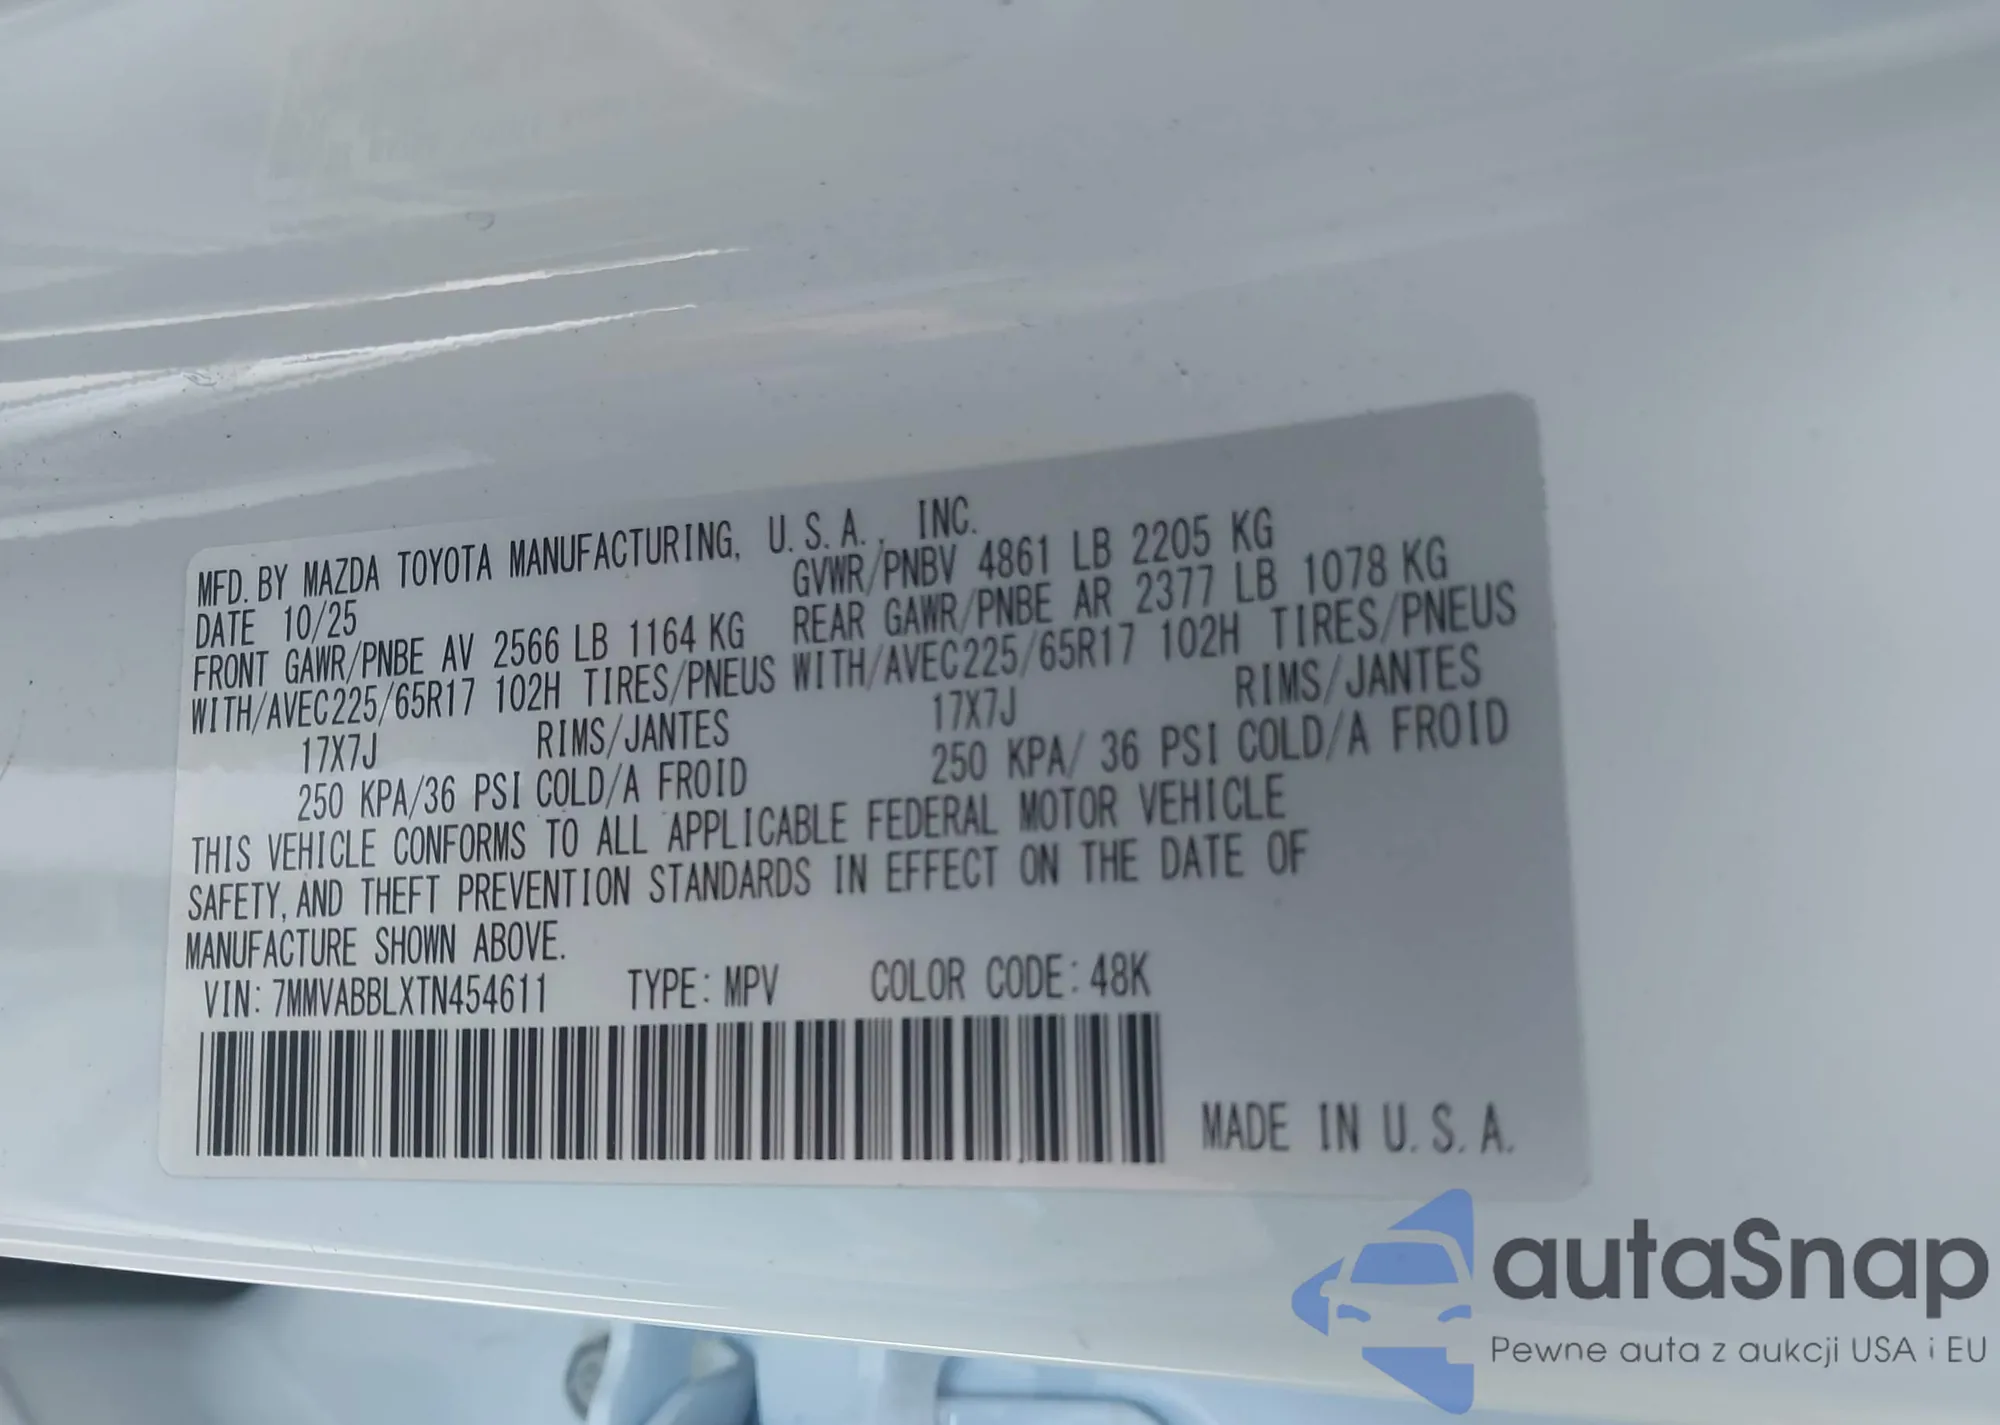 MFD. BY MAZDA TOYOTA MANUFACTURING, U.S.A., INC.
DATE 10/25 GVWR/PNBV 4861 LB 2205 KG
FRONT GAWR/PNBE AV 2566 LB 1164 KG REAR GAWR/PNBE AR 2377 LB 1078 KG
WITH/AVEC225/65R17 102H TIRES/PNEUS WITH/AVEC225/65R17 102H TIRES/PNEUS
17X7J RIMS/JANTES 17X7J RIMS/JANTES
250 KPA/36 PSI COLD/A FROID 250 KPA/ 36 PSI COLD/A FROID
THIS VEHICLE CONFORMS TO ALL APPLICABLE FEDERAL MOTOR VEHICLE
SAFETY, AND THEFT PREVENTION STANDARDS IN EFFECT ON THE DATE OF
MANUFACTURE SHOWN ABOVE.
VIN: 7MMVABBLXTN454611 TYPE: MPV COLOR CODE: 48K
MADE IN U.S.A.
autaSnap
Pewne auta z aukcji USA i EU